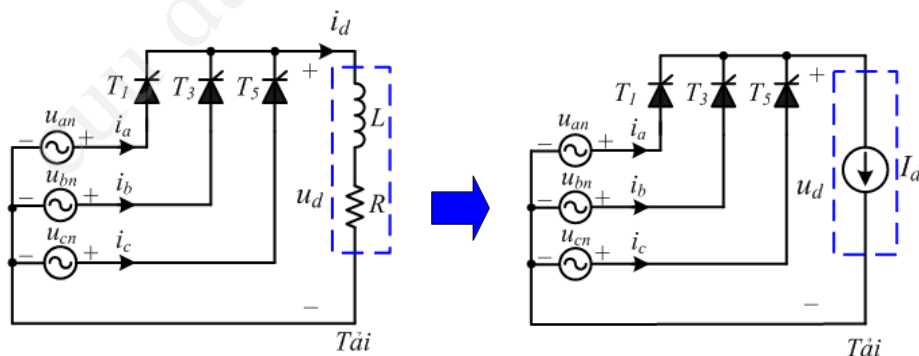 i_d
+
T_1
T_3
T_5
L
u_an
− +
i_a
u_bn
− +
i_b
u_d
R
u_cn
− +
i_c
−
Tải
+
T_1
T_3
T_5
u_an
− +
i_a
u_bn
− +
i_b
u_d
I_d
u_cn
− +
i_c
−
Tải